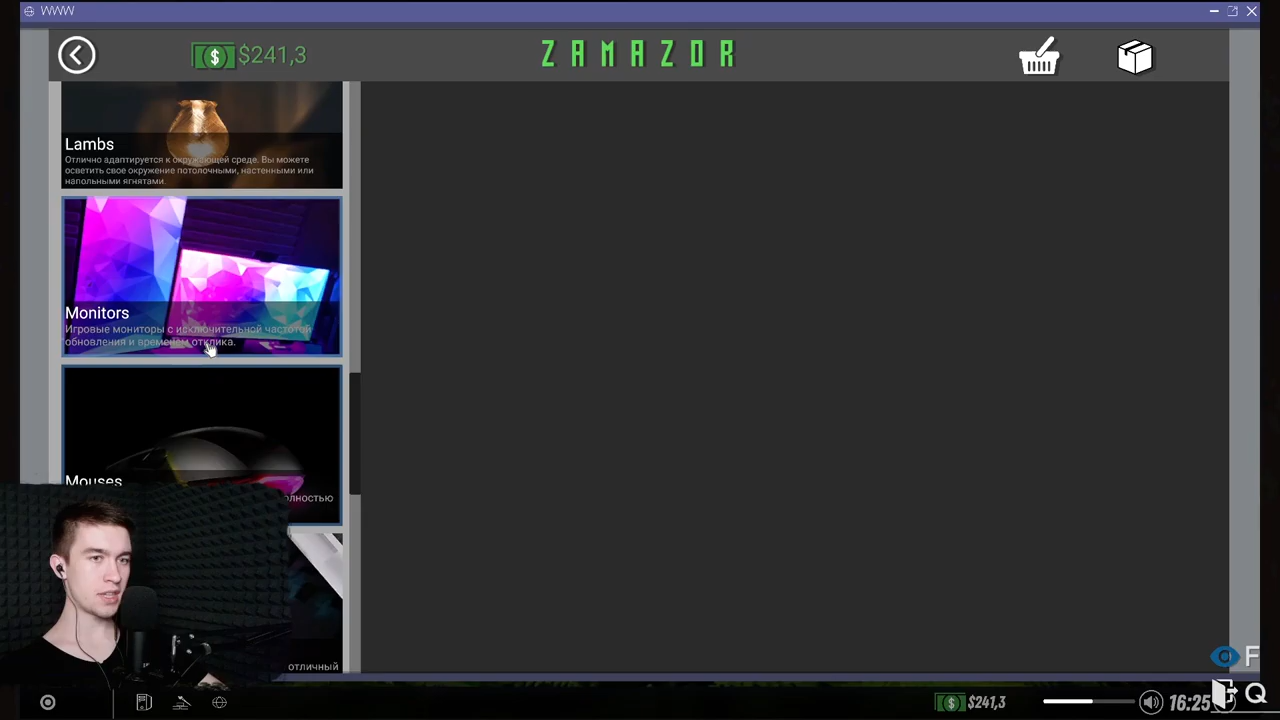 WWW
$241,3
ZAMAZOR
Lambs
Отлично адаптируется к окружающей среде. Вы можете
осветить свое окружение потолочными, настенными или
напольными ягнятами.
Monitors
Игровые мониторы с исключительной частотой
обновления и временем отклика.
Mouses
олностью
отличный
F
$241,3
16:25
Q